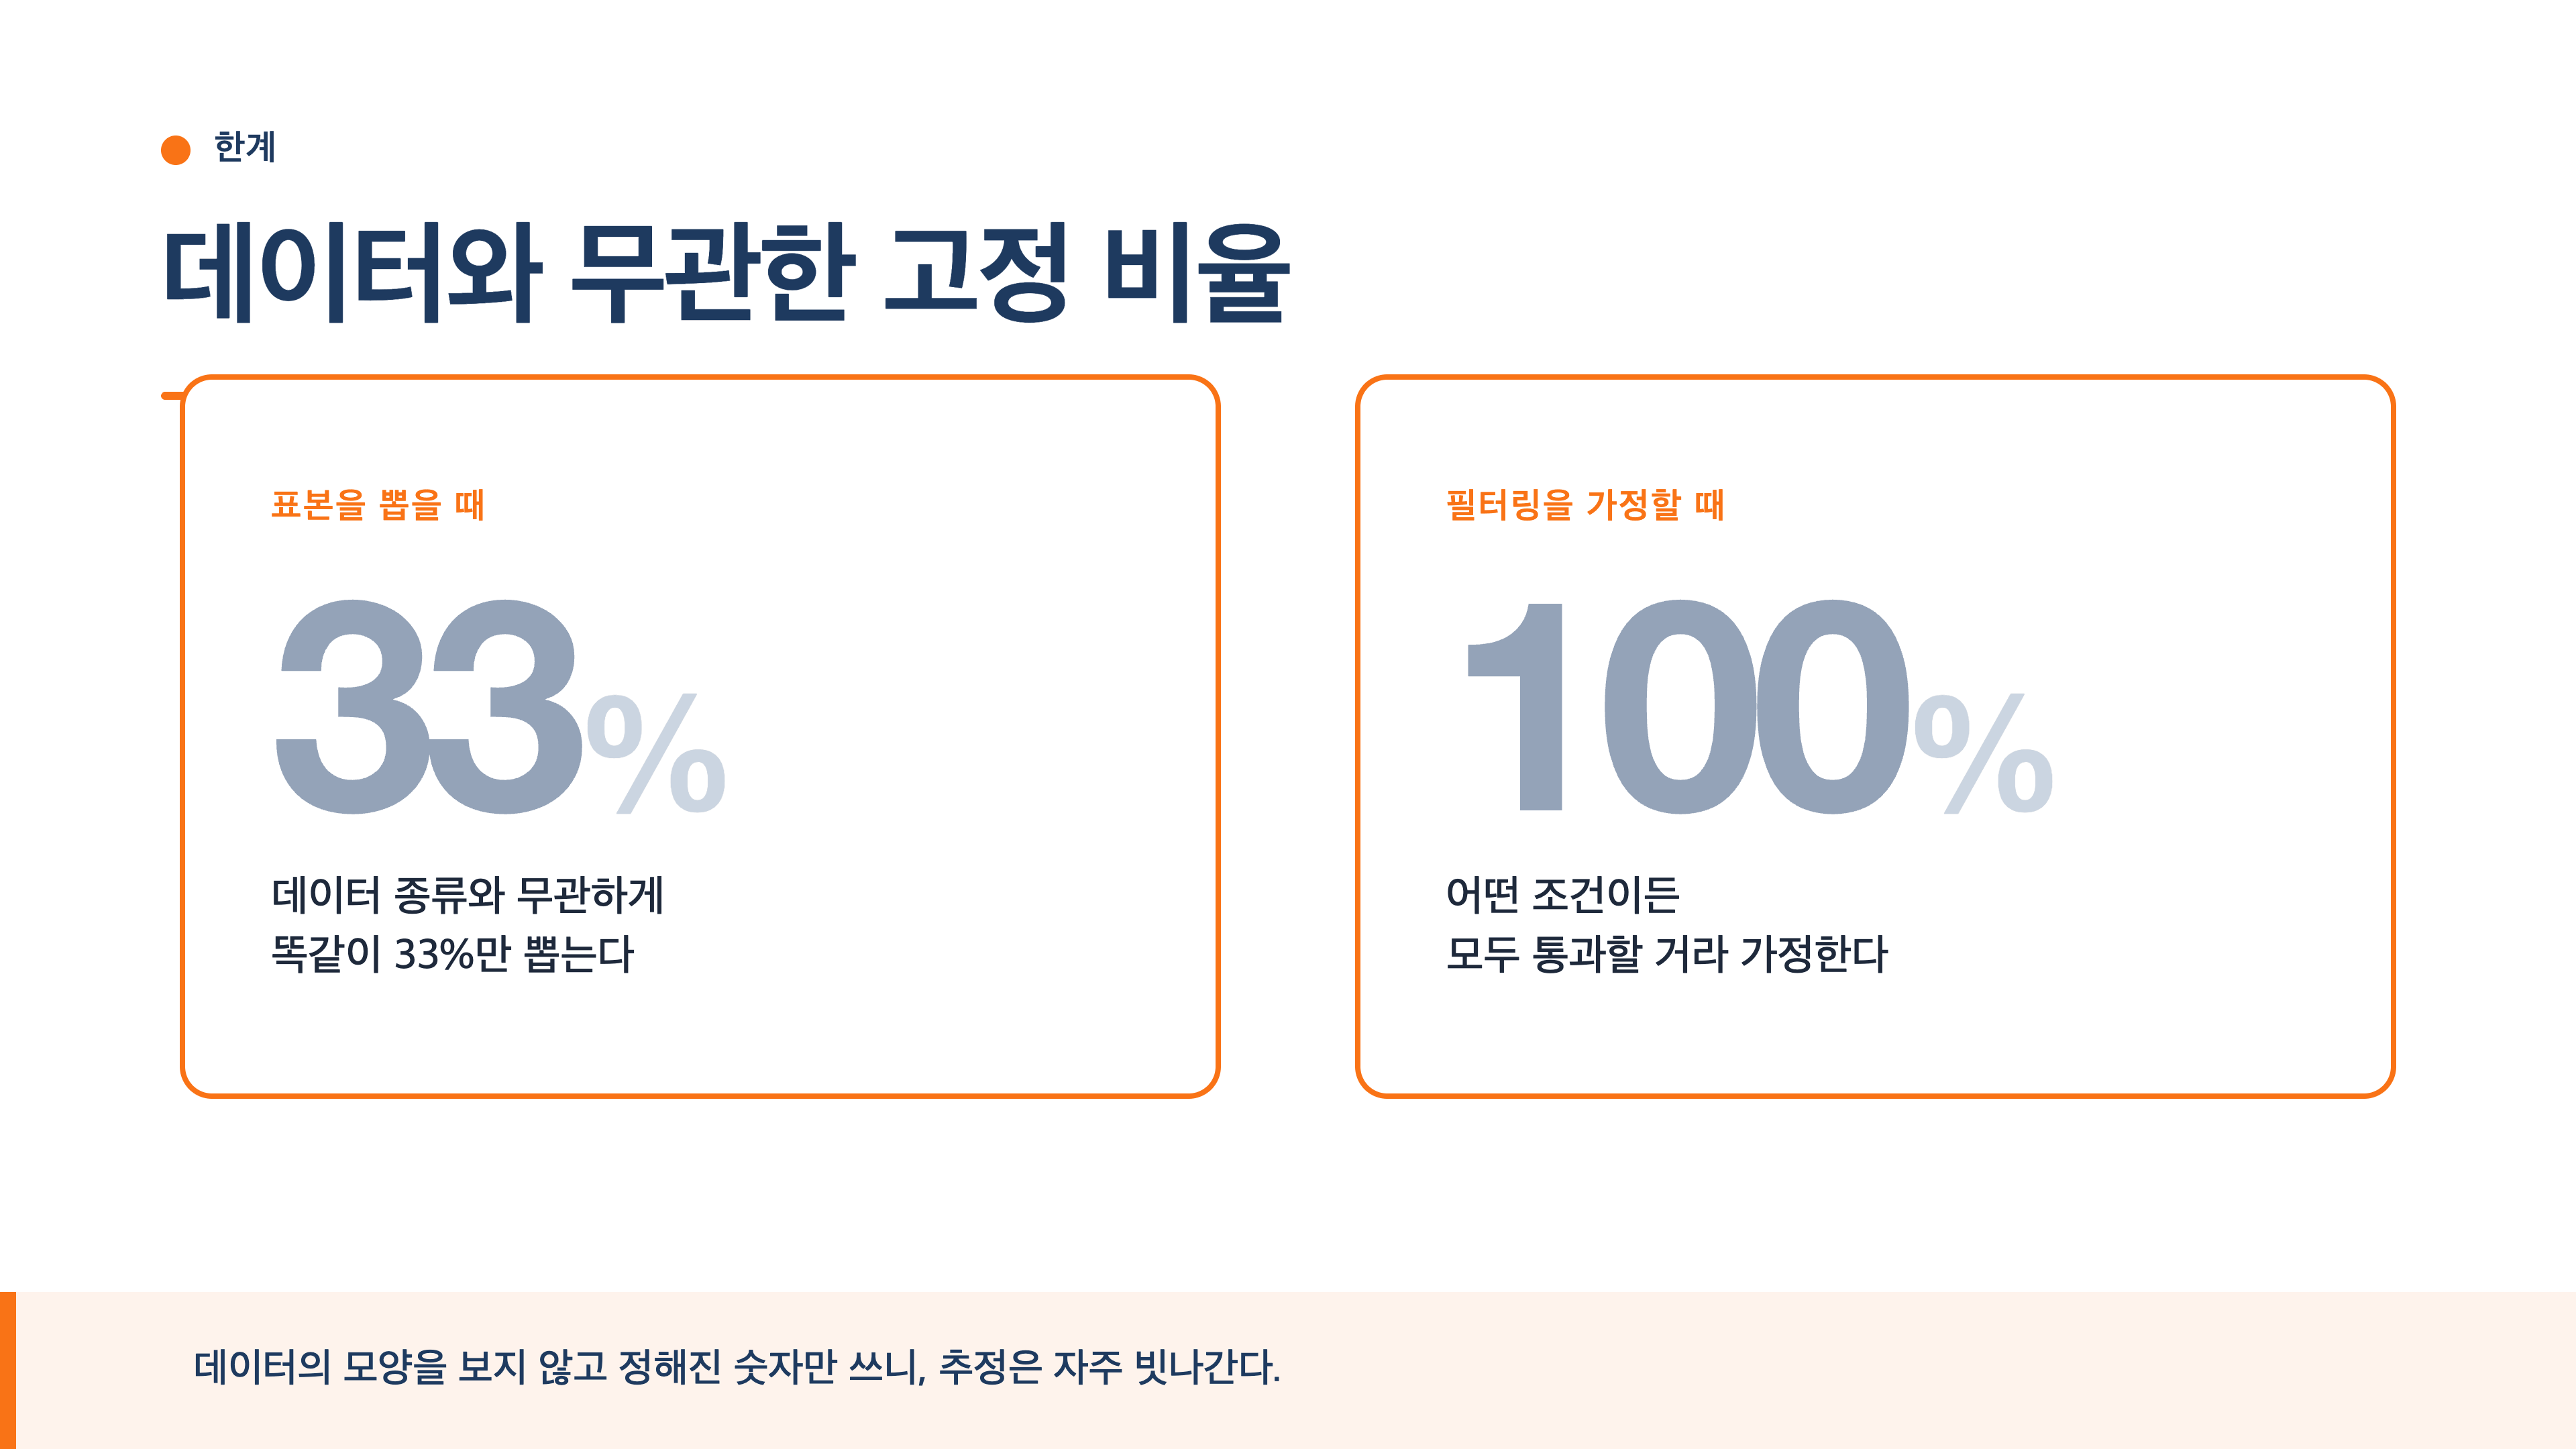 한계
데이터와 무관한 고정 비율
표본을 뽑을 때
33%
데이터 종류와 무관하게
똑같이 33%만 뽑는다
필터링을 가정할 때
100%
어떤 조건이든
모두 통과할 거라 가정한다
데이터의 모양을 보지 않고 정해진 숫자만 쓰니, 추정은 자주 빗나간다.